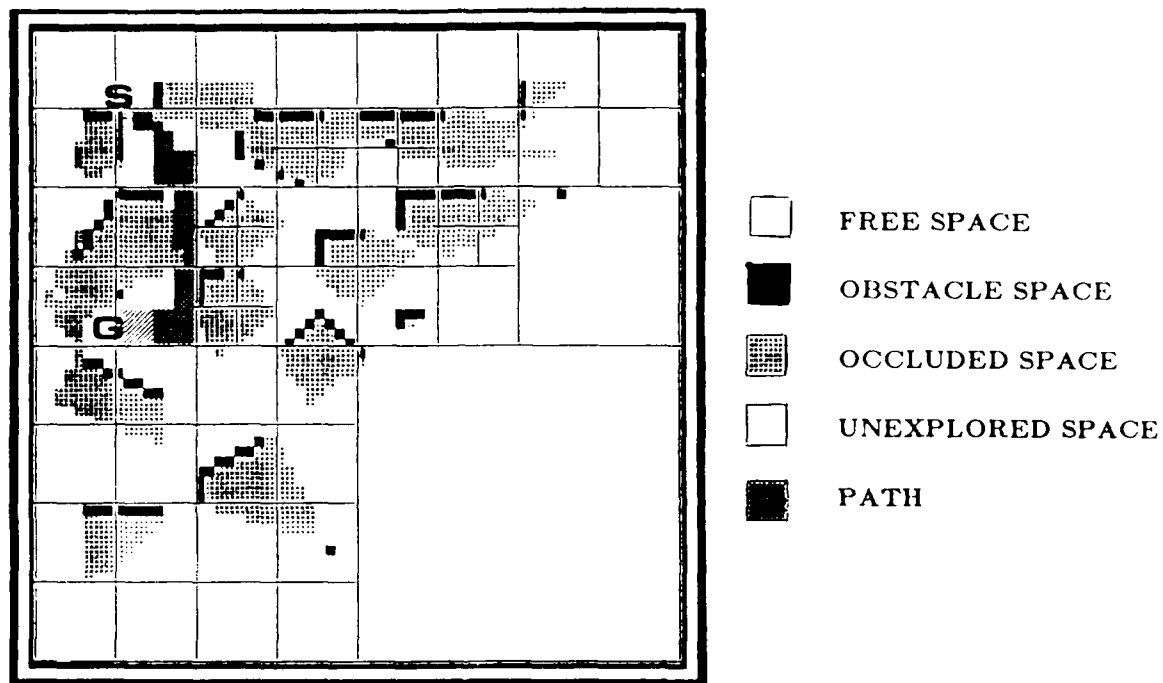 S
G
FREE SPACE
OBSTACLE SPACE
OCCLUDED SPACE
UNEXPLORED SPACE
PATH